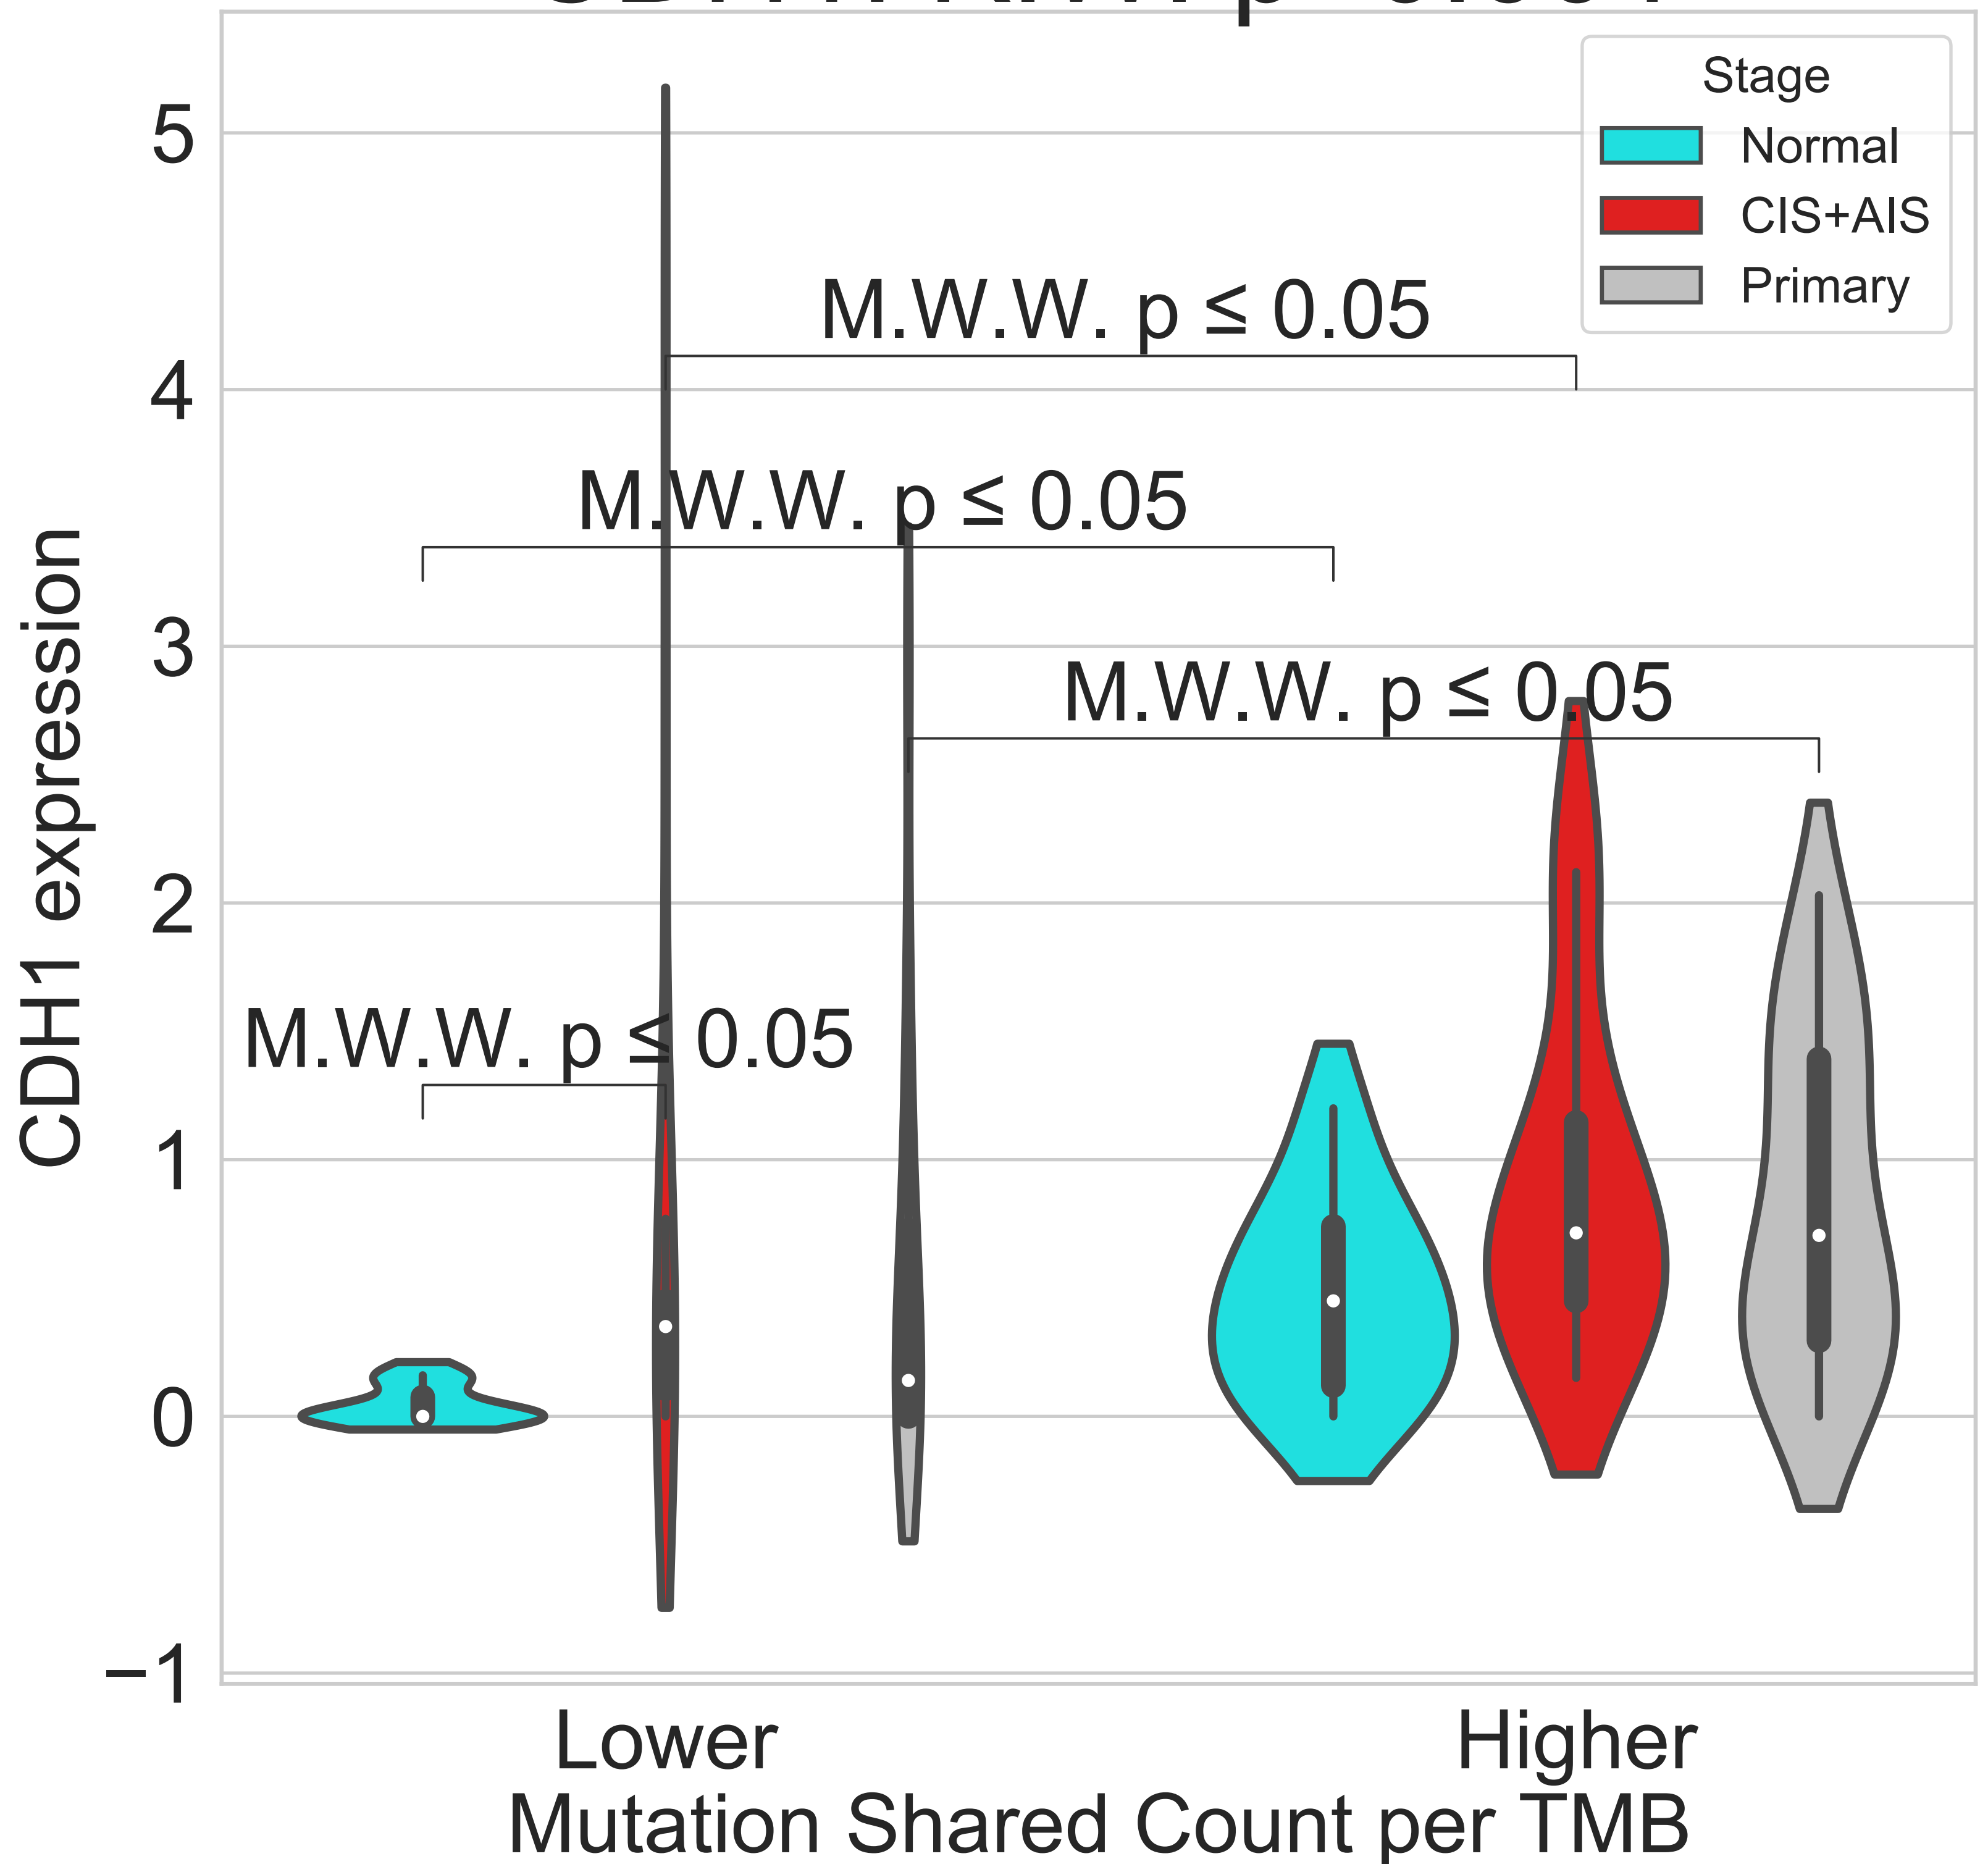 Stage
Normal
CIS+AIS
Primary
M.W.W. p ≤ 0.05
M.W.W. p ≤ 0.05
M.W.W. p ≤ 0.05
M.W.W. p ≤ 0.05
CDH1 expression
5
4
3
2
1
0
−1
Lower
Higher
Mutation Shared Count per TMB